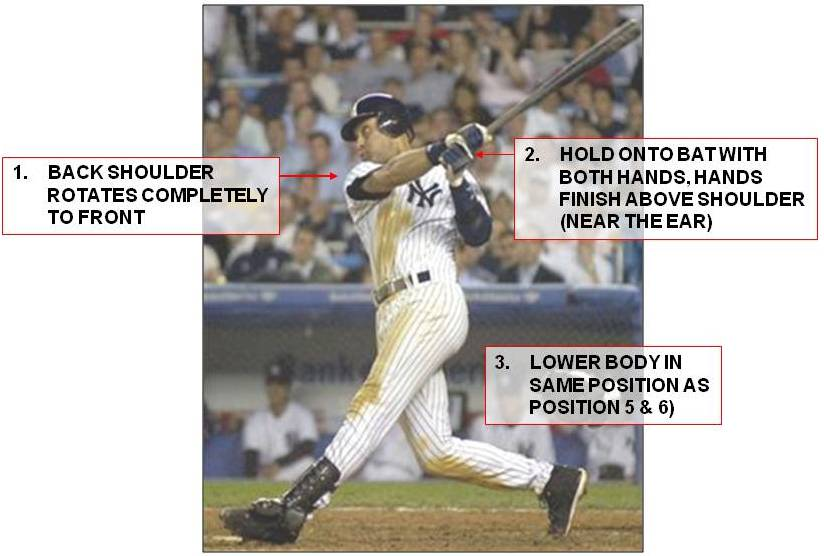 1. BACK SHOULDER
ROTATES COMPLETELY
TO FRONT
2. HOLD ONTO BAT WITH
BOTH HANDS, HANDS
FINISH ABOVE SHOULDER
(NEAR THE EAR)
NY
3. LOWER BODY IN
SAME POSITION AS
POSITION 5 & 6)
Bank